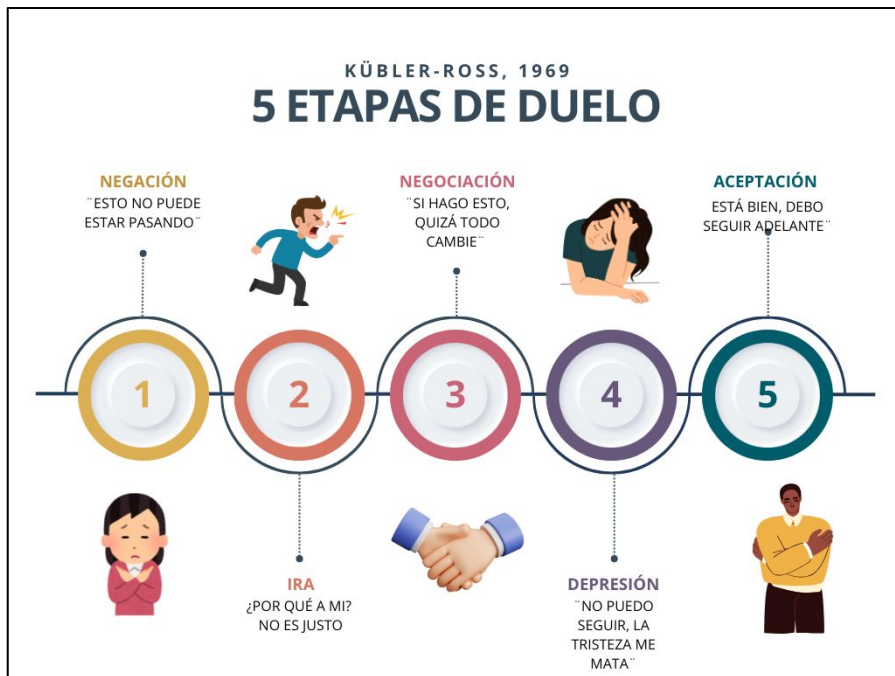 KÜBLER-ROSS, 1969
5 ETAPAS DE DUELO
NEGACIÓN
¨ESTO NO PUEDE
ESTAR PASANDO¨
NEGOCIACIÓN
¨SI HAGO ESTO,
QUIZÁ TODO
CAMBIE¨
ACEPTACIÓN
ESTÁ BIEN, DEBO
SEGUIR ADELANTE¨
1
2
3
4
5
IRA
¿POR QUÉ A MI?
NO ES JUSTO
DEPRESIÓN
¨NO PUEDO
SEGUIR, LA
TRISTEZA ME
MATA¨